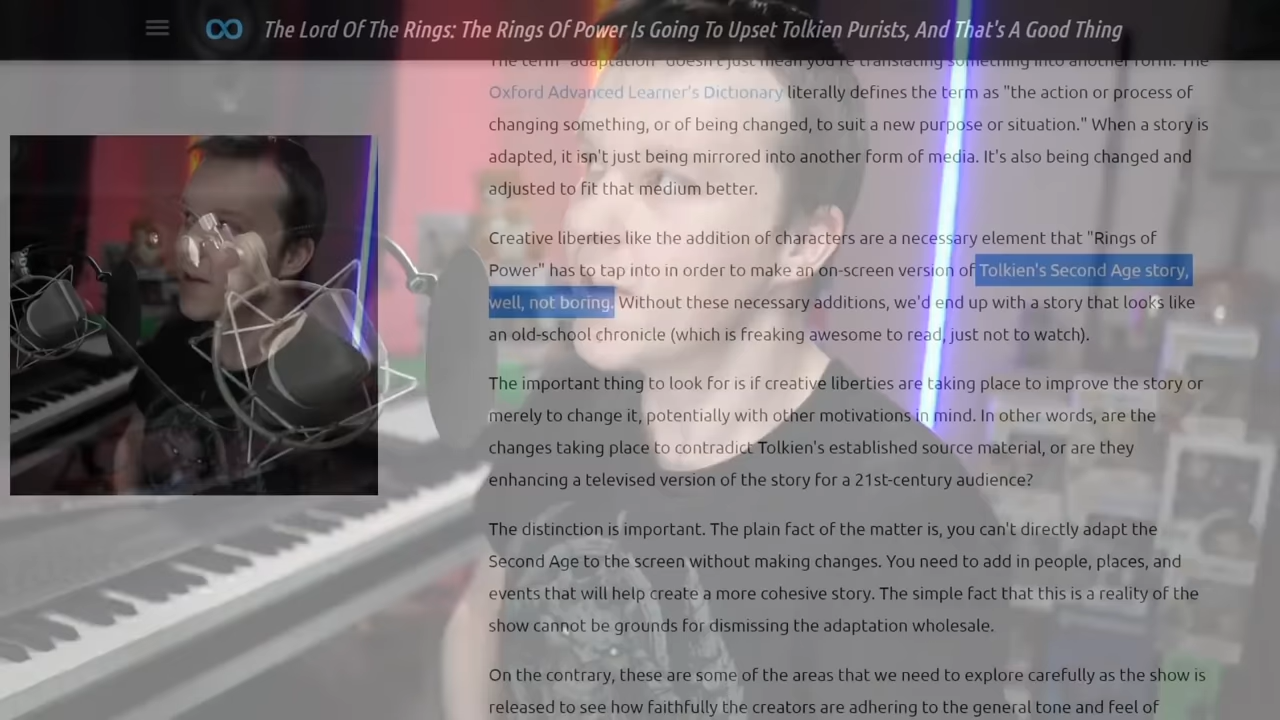 The Lord Of The Rings: The Rings Of Power Is Going To Upset Tolkien Purists, And That's A Good Thing
The term "adaptation" doesn't just mean you're translating something into another form. The
Oxford Advanced Learner's Dictionary literally defines the term as "the action or process of
changing something, or of being changed, to suit a new purpose or situation." When a story is
adapted, it isn't just being mirrored into another form of media. It's also being changed and
adjusted to fit that medium better.
Creative liberties like the addition of characters are a necessary element that "Rings of
Power" has to tap into in order to make an on-screen version of Tolkien's Second Age story,
well, not boring. Without these necessary additions, we'd end up with a story that looks like
an old-school chronicle (which is freaking awesome to read, just not to watch).
The important thing to look for is if creative liberties are taking place to improve the story or
merely to change it, potentially with other motivations in mind. In other words, are the
changes taking place to contradict Tolkien's established source material, or are they
enhancing a televised version of the story for a 21st-century audience?
The distinction is important. The plain fact of the matter is, you can't directly adapt the
Second Age to the screen without making changes. You need to add in people, places, and
events that will help create a more cohesive story. The simple fact that this is a reality of the
show cannot be grounds for dismissing the adaptation wholesale.
On the contrary, these are some of the areas that we need to explore carefully as the show is
released to see how faithfully the creators are adhering to the general tone and feel of